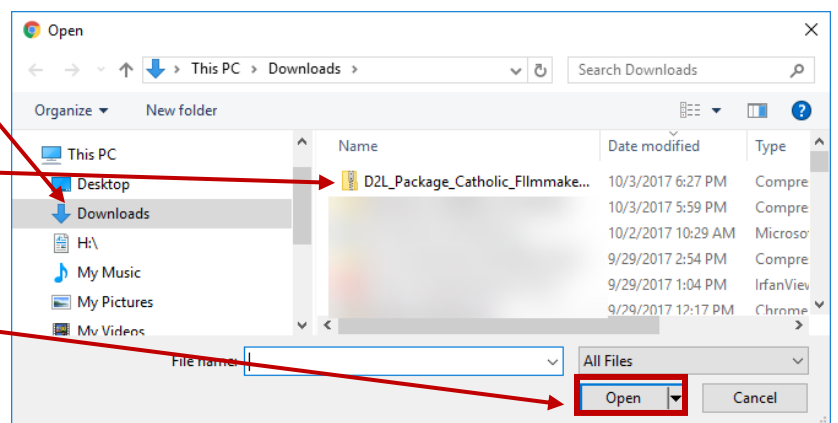 Open
This PC > Downloads >
Search Downloads
Organize
New folder
This PC
Desktop
Downloads
H:\
My Music
My Pictures
My Videos
Name
Date modified
Type
D2L_Package_Catholic_FIlmmake...
10/3/2017 6:27 PM
Compre
10/3/2017 5:59 PM
Compre
10/2/2017 10:29 AM
Microso
9/29/2017 2:54 PM
Compre
9/29/2017 1:04 PM
IrfanView
9/29/2017 12:17 PM
Chrome
File name:
All Files
Open
Cancel